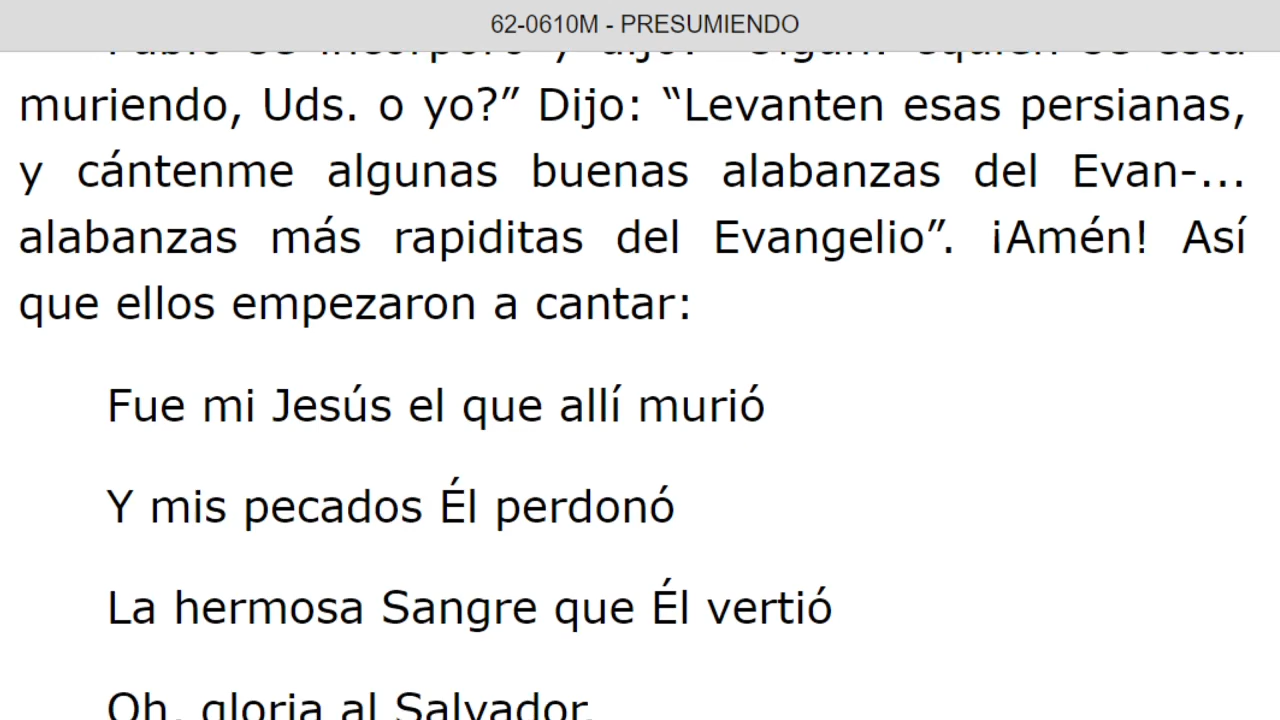 62-0610M - PRESUMIENDO
muriendo, Uds. o yo?” Dijo: “Levanten esas persianas,
y cántenme algunas buenas alabanzas del Evan-...
alabanzas más rapiditas del Evangelio”. ¡Amén! Así
que ellos empezaron a cantar:
Fue mi Jesús el que allí murió
Y mis pecados Él perdonó
La hermosa Sangre que Él vertió
Oh, gloria al Salvador.